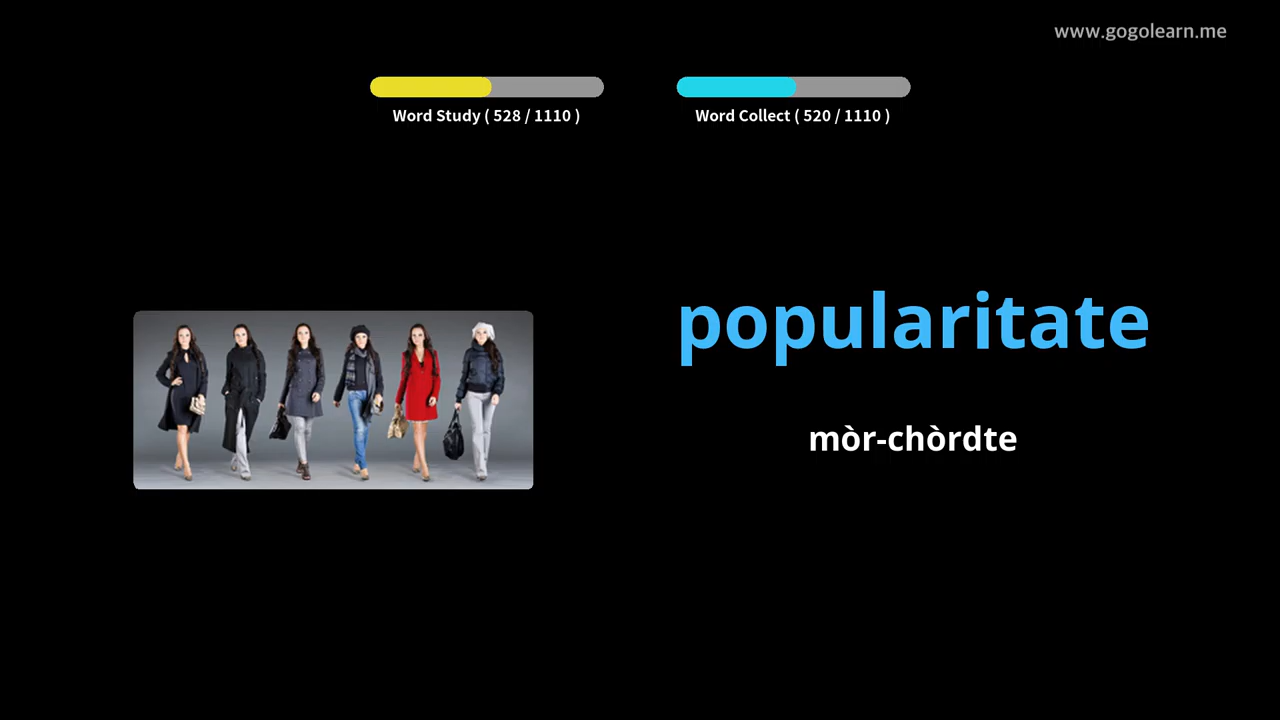 www.gogolearn.me
Word Study ( 528 / 1110 )
Word Collect ( 520 / 1110 )
popularitate
mòr-chòrdte